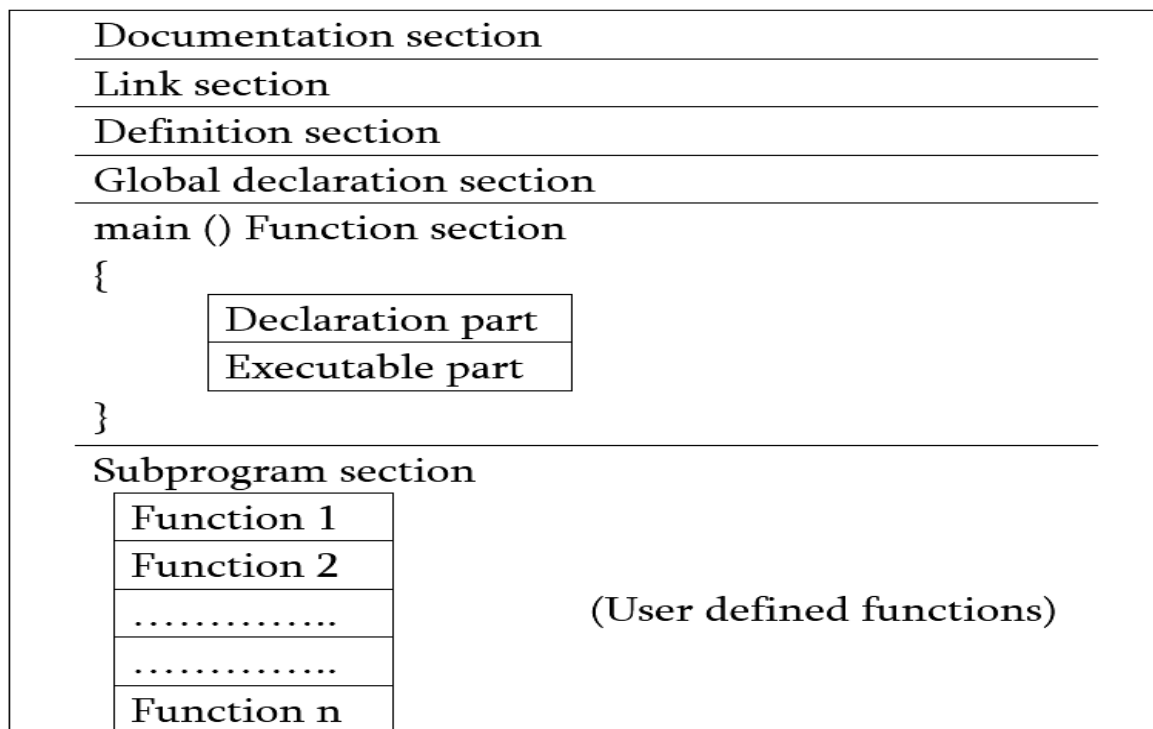 Documentation section
Link section
Definition section
Global declaration section
main () Function section
{
Declaration part
Executable part
}
Subprogram section
Function 1
Function 2
…………..
(User defined functions)
…………..
Function n